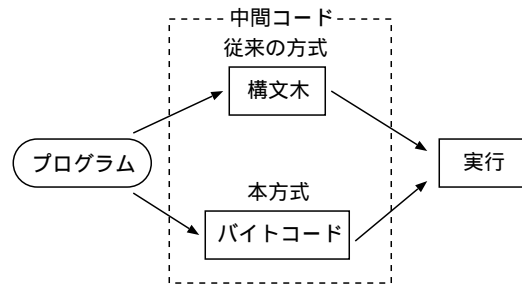 中間コード
従来の方式
構文木
プログラム
実行
本方式
バイトコード